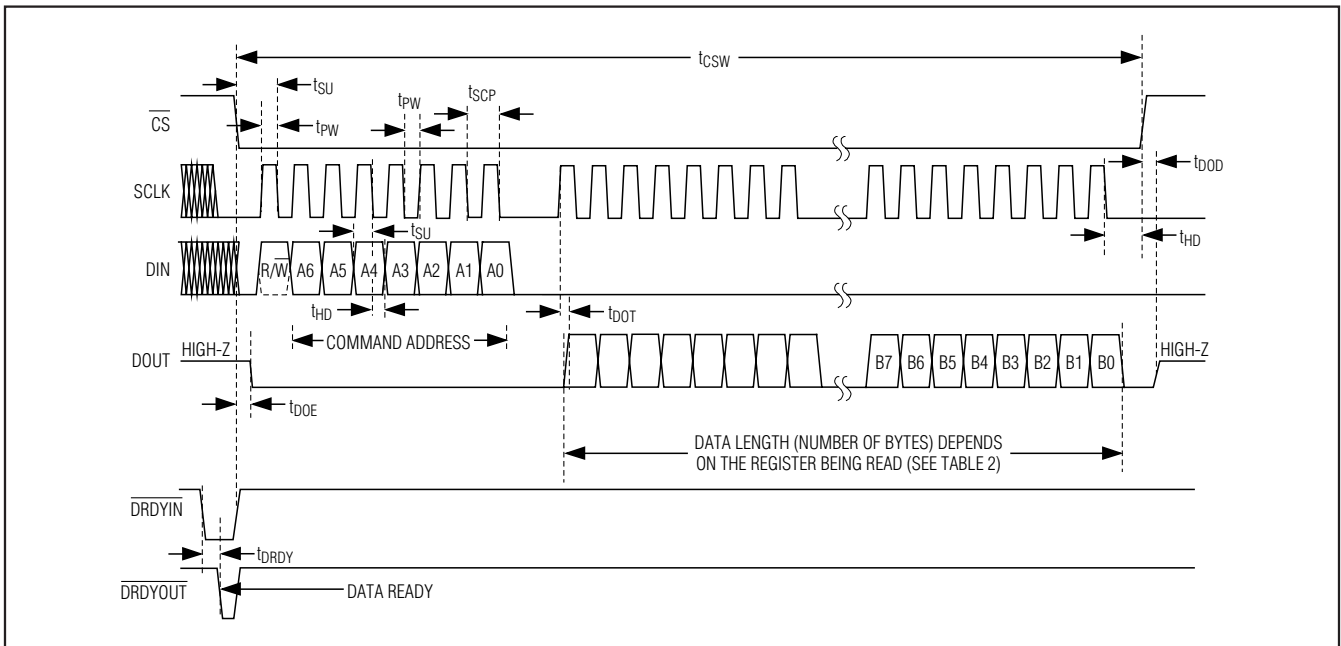 tCSW
tSU
tPW
tSCP
CS
tPW
tDOD
SCLK
tSU
tHD
DIN
R/W A6 A5 A4 A3 A2 A1 A0
tHD
tDOT
COMMAND ADDRESS
HIGH-Z
DOUT
B7 B6 B5 B4 B3 B2 B1 B0
HIGH-Z
tDOE
DATA LENGTH (NUMBER OF BYTES) DEPENDS
ON THE REGISTER BEING READ (SEE TABLE 2)
DRDYIN
tDRDY
DRDYOUT
DATA READY